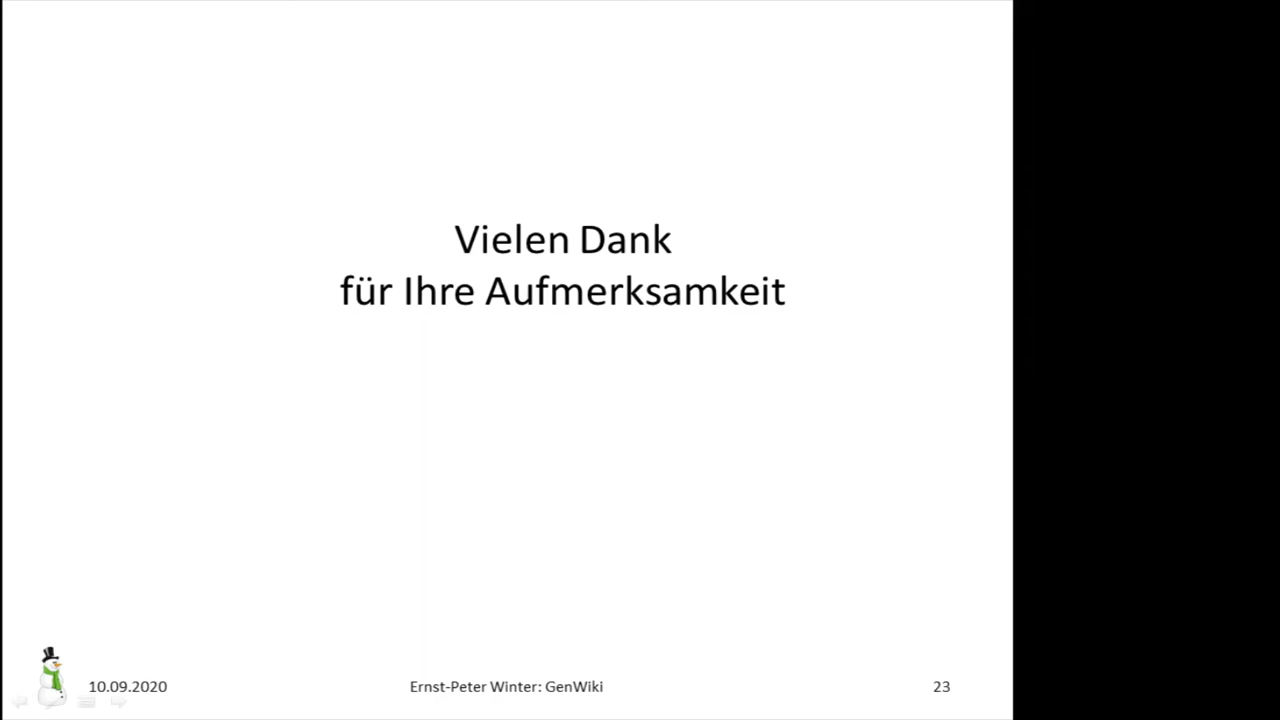 Vielen Dank
für Ihre Aufmerksamkeit
10.09.2020
Ernst-Peter Winter: GenWiki
23